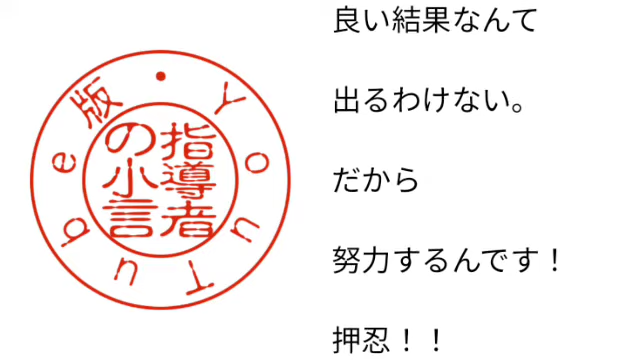 ・YouTube版
指導者
の小言
良い結果なんて
出るわけない。
だから
努力するんです！
押忍！！